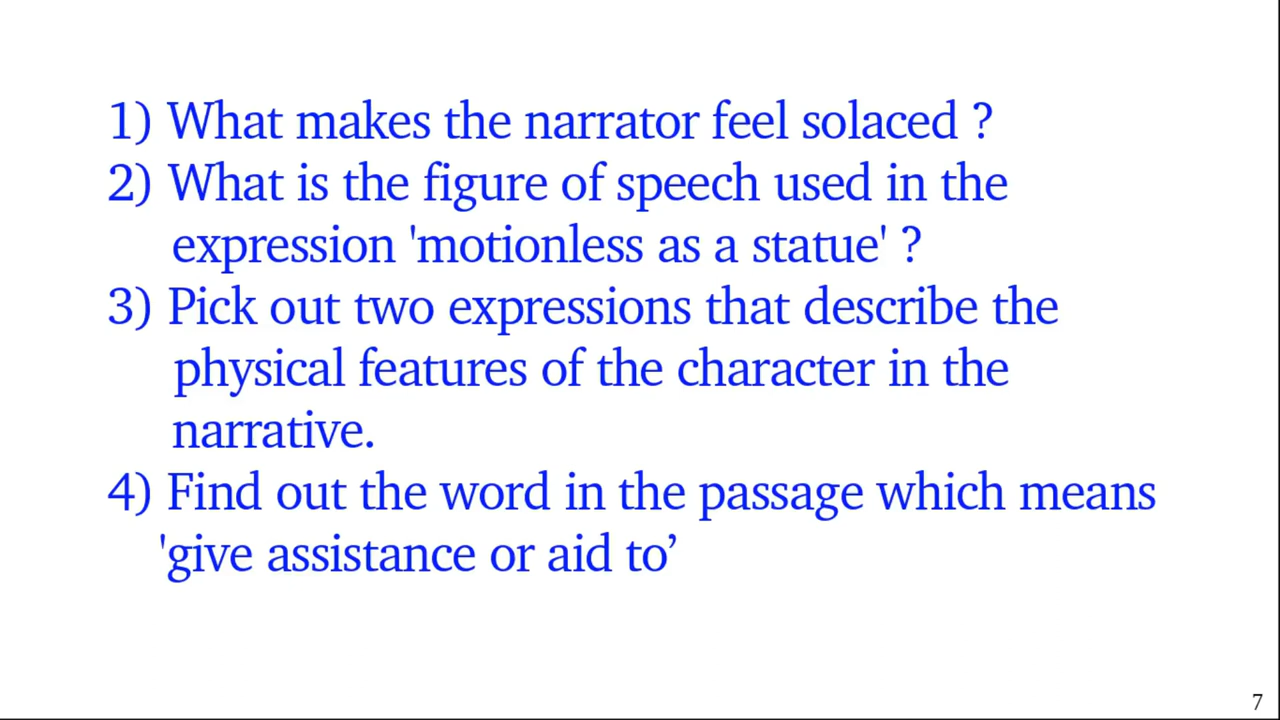 1) What makes the narrator feel solaced ?
2) What is the figure of speech used in the
expression 'motionless as a statue' ?
3) Pick out two expressions that describe the
physical features of the character in the
narrative.
4) Find out the word in the passage which means
'give assistance or aid to’
7